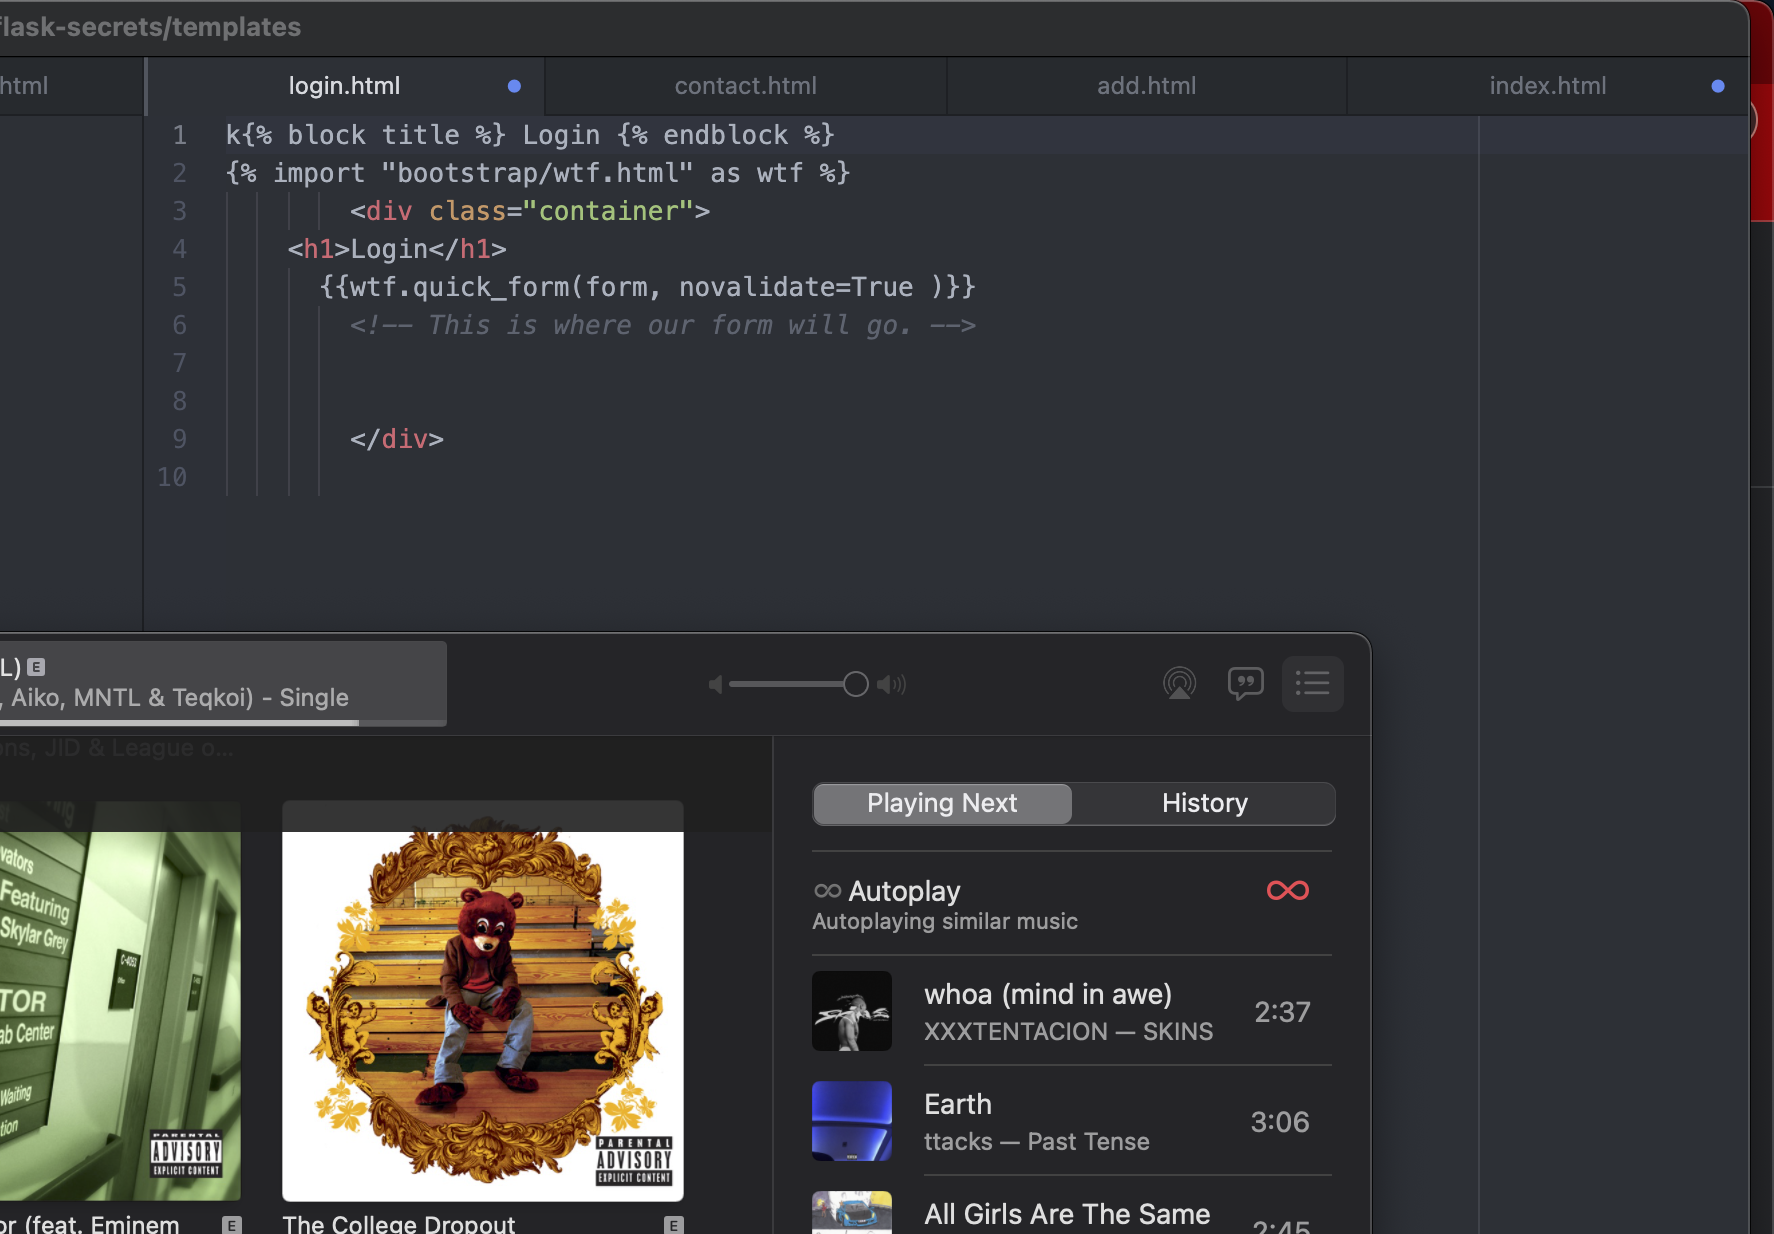 flask-secrets/templates
html
login.html
contact.html
add.html
index.html
1 k{% block title %} Login {% endblock %}
2 {% import "bootstrap/wtf.html" as wtf %}
3 <div class="container">
4 <h1>Login</h1>
5 {{wtf.quick_form(form, novalidate=True )}}
6 <!-- This is where our form will go. -->
7
8
9 </div>
10
L) E
, Aiko, MNTL & Teqkoi) - Single
ons, JID & League o...
Playing Next
History
Autoplay
Autoplaying similar music
whoa (mind in awe)
XXXTENTACION — SKINS
2:37
Earth
ttacks — Past Tense
3:06
All Girls Are The Same
2:45
vators
Featuring
Skylar Grey
TOR
ab Center
Waiting
tion
C-4053
PARENTAL
ADVISORY
EXPLICIT CONTENT
PARENTAL
ADVISORY
EXPLICIT CONTENT
or (feat. Eminem E
The College Dropout E